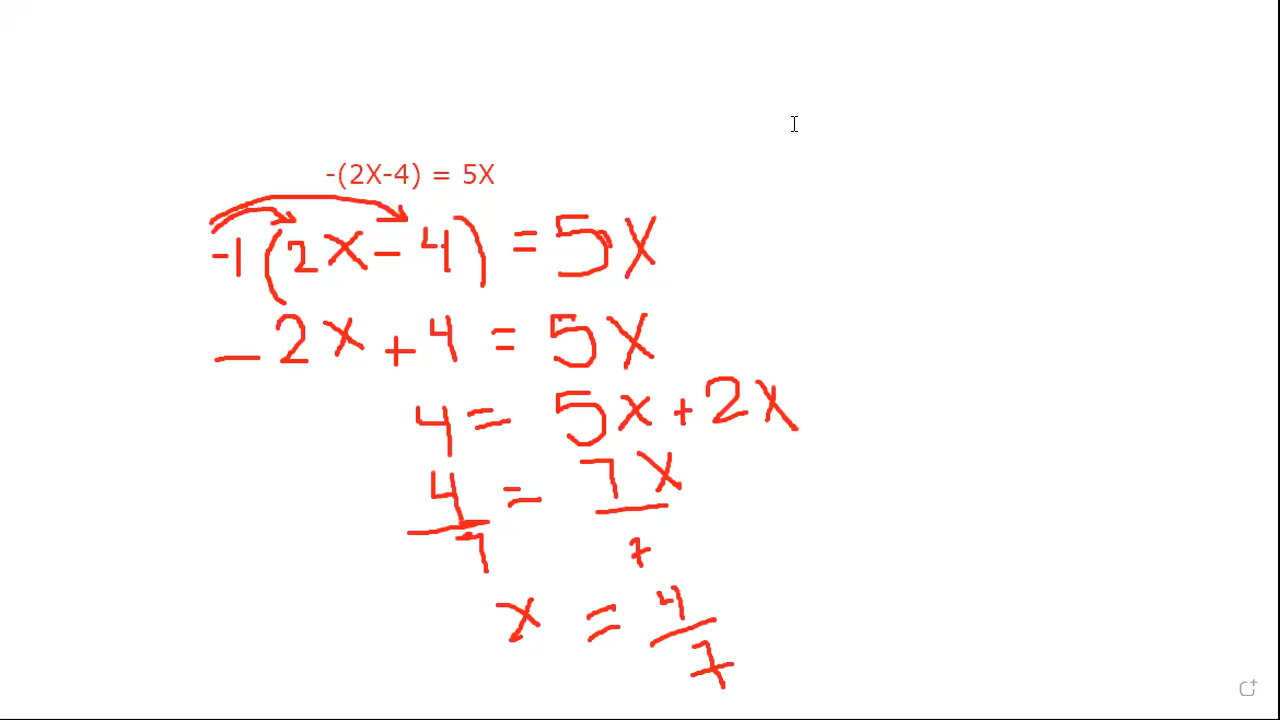 -(2X-4) = 5X
-1(2x-4) = 5x
-2x+4 = 5x
4 = 5x+2x
4/7 = 7x/7
x = 4/7